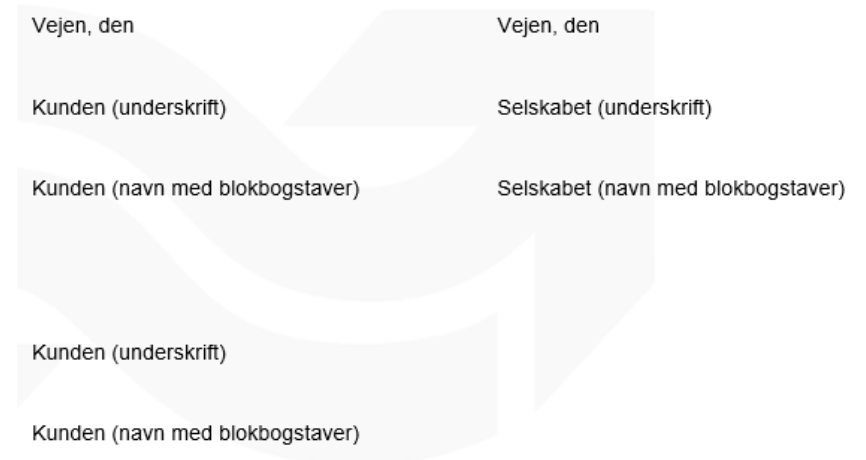 Vejen, den
Vejen, den
Kunden (underskrift)
Selskabet (underskrift)
Kunden (navn med blokbogstaver)
Selskabet (navn med blokbogstaver)
Kunden (underskrift)
Kunden (navn med blokbogstaver)